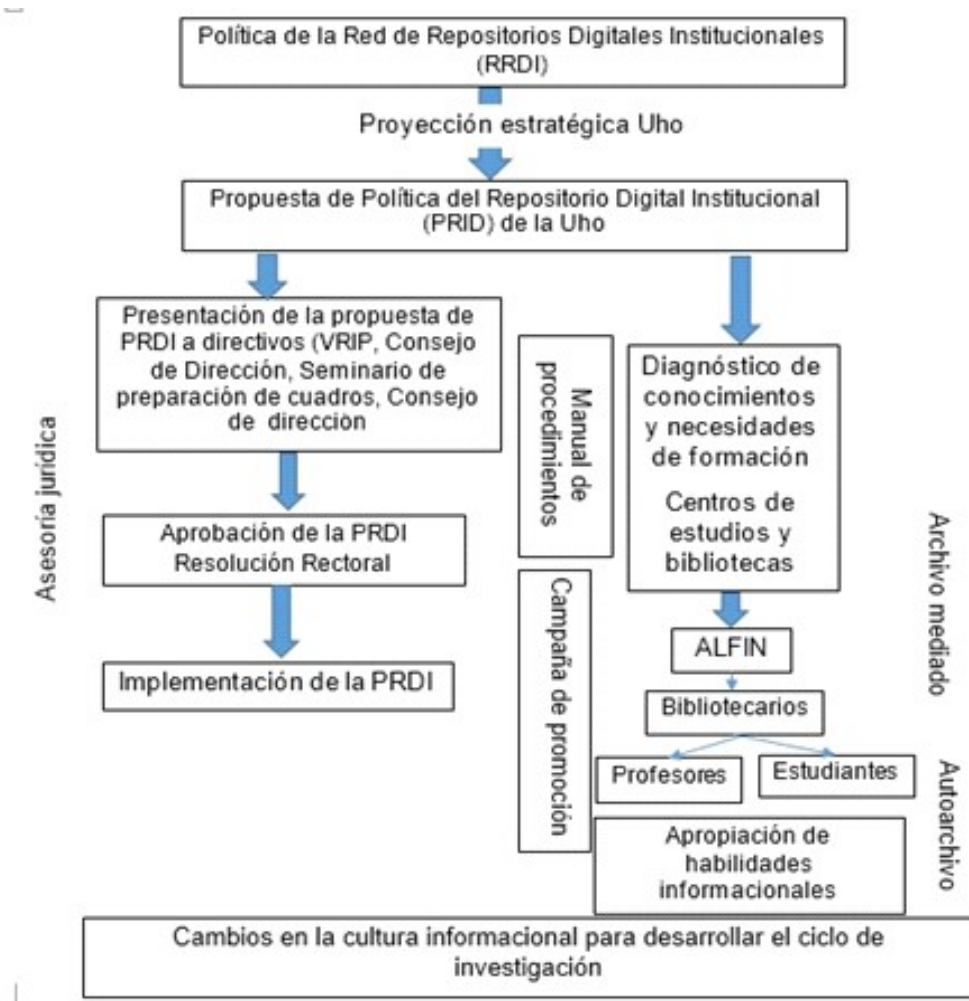 Política de la Red de Repositorios Digitales Institucionales
(RRDI)
Proyección estratégica Uho
Propuesta de Política del Repositorio Digital Institucional
(PRID) de la Uho
Presentación de la propuesta de
PRDI a directivos (VRIP, Consejo
de Dirección, Seminario de
preparación de cuadros, Consejo
de dirección
Asesoría jurídica
Aprobación de la PRDI
Resolución Rectoral
Implementación de la PRDI
Manual de
procedimientos
Campaña de promoción
Diagnóstico de
conocimientos
y necesidades
de formación
Centros de
estudios y
bibliotecas
ALFIN
Bibliotecarios
Profesores
Estudiantes
Apropiación de
habilidades
informacionales
Archivo mediado
Autoarchivo
Cambios en la cultura informacional para desarrollar el ciclo de
investigación